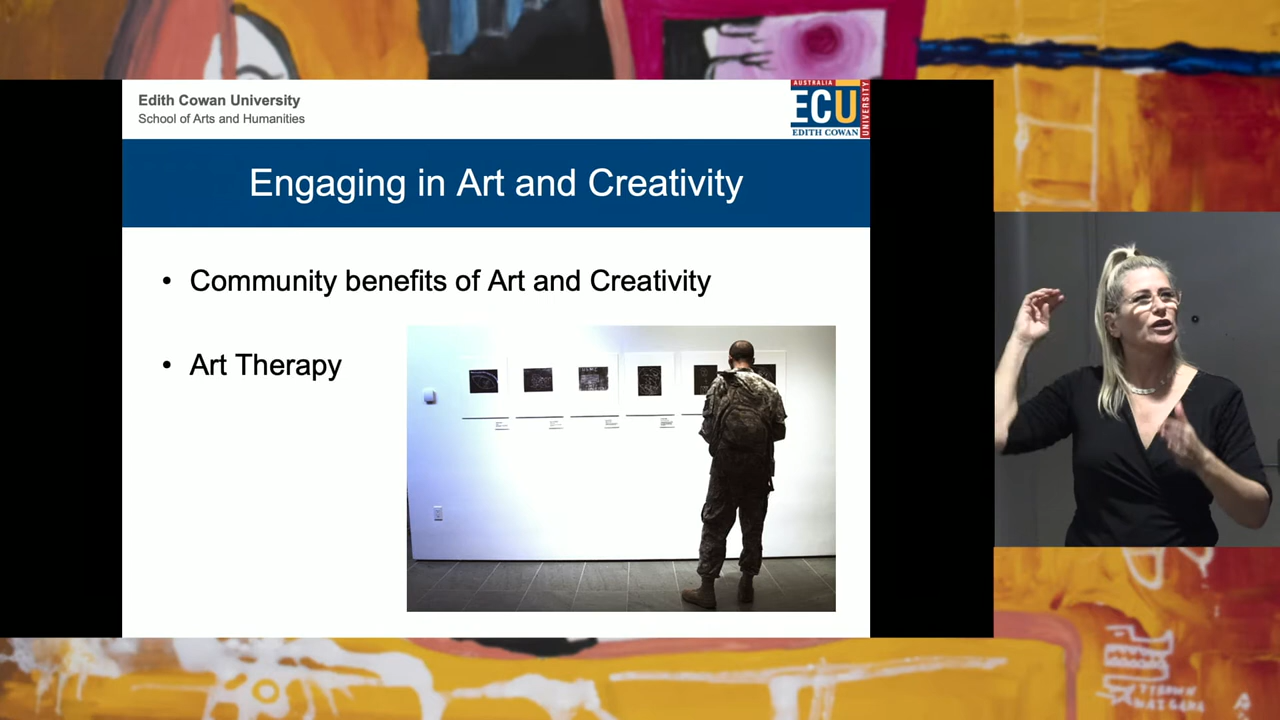 Edith Cowan University
School of Arts and Humanities
AUSTRALIA
ECU
UNIVERSITY
EDITH COWAN
Engaging in Art and Creativity
• Community benefits of Art and Creativity
• Art Therapy